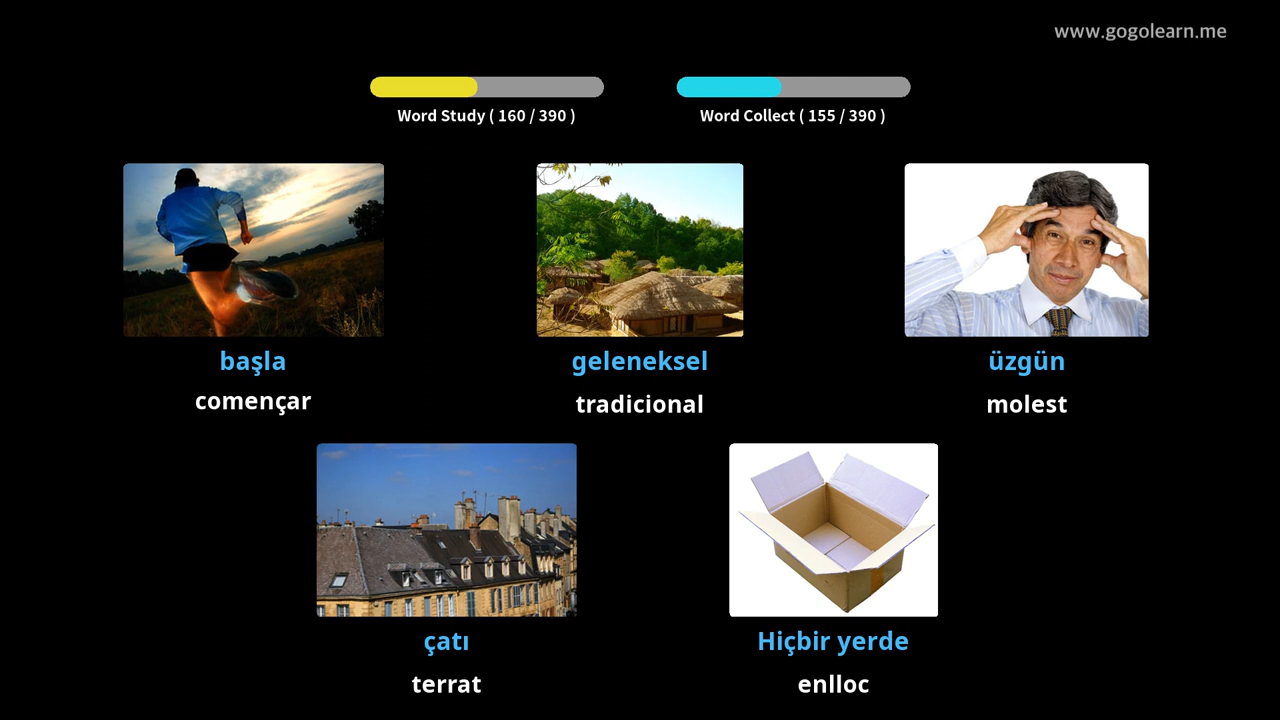 www.gogolearn.me
Word Study ( 160 / 390 )
Word Collect ( 155 / 390 )
başla
geleneksel
üzgün
començar
tradicional
molest
çatı
Hiçbir yerde
terrat
enlloc